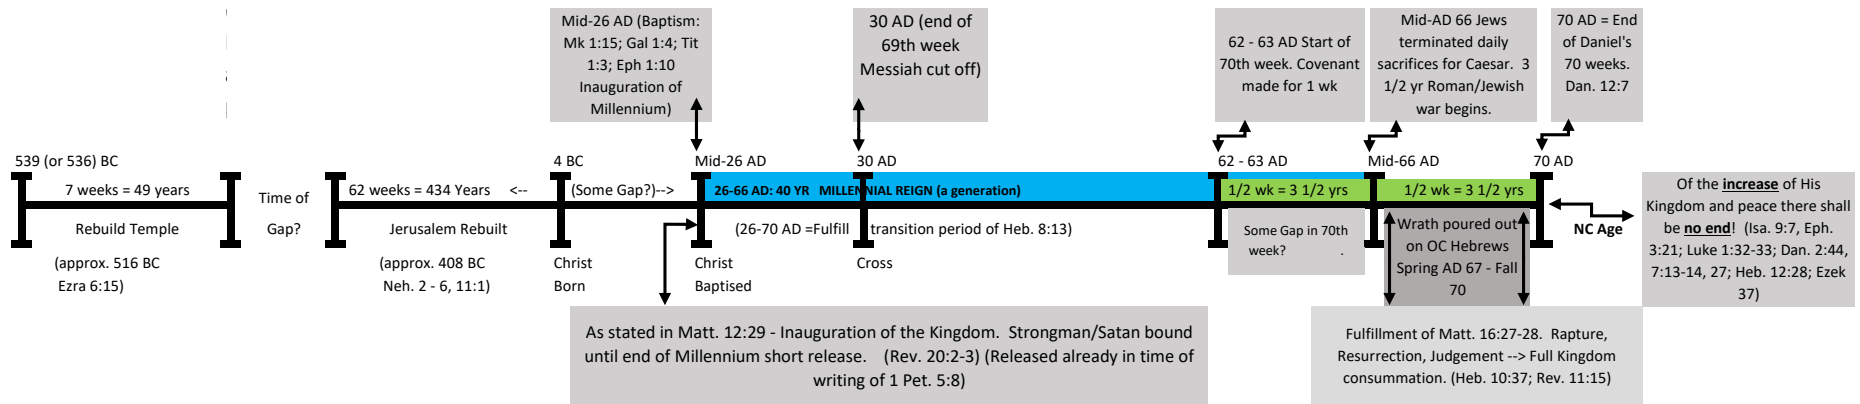 Mid-26 AD (Baptism:
Mk 1:15; Gal 1:4; Tit
1:3; Eph 1:10
Inauguration of
Millennium)
30 AD (end of
69th week
Messiah cut off)
62 - 63 AD Start of
70th week. Covenant
made for 1 wk
Mid-AD 66 Jews
terminated daily
sacrifices for Caesar. 3
1/2 yr Roman/Jewish
war begins.
70 AD = End
of Daniel's
70 weeks.
Dan. 12:7
539 (or 536) BC
4 BC
Mid-26 AD
30 AD
62 - 63 AD
Mid-66 AD
70 AD
7 weeks = 49 years
Time of
Gap?
62 weeks = 434 Years <--
(Some Gap?)-->
26-66 AD: 40 YR MILLENNIAL REIGN (a generation)
1/2 wk = 3 1/2 yrs
1/2 wk = 3 1/2 yrs
Rebuild Temple
(approx. 516 BC
Ezra 6:15)
Jerusalem Rebuilt
(approx. 408 BC
Neh. 2 - 6, 11:1)
Christ
Born
Christ
Baptised
(26-70 AD =Fulfill transition period of Heb. 8:13)
Cross
Some Gap in 70th
week? .
Wrath poured out
on OC Hebrews
Spring AD 67 - Fall
70
NC Age
Of the increase of His
Kingdom and peace there shall
be no end! (Isa. 9:7, Eph.
3:21; Luke 1:32-33; Dan. 2:44,
7:13-14, 27; Heb. 12:28; Ezek
37)
As stated in Matt. 12:29 - Inauguration of the Kingdom. Strongman/Satan bound
until end of Millennium short release. (Rev. 20:2-3) (Released already in time of
writing of 1 Pet. 5:8)
Fulfillment of Matt. 16:27-28. Rapture,
Resurrection, Judgement --> Full Kingdom
consummation. (Heb. 10:37; Rev. 11:15)